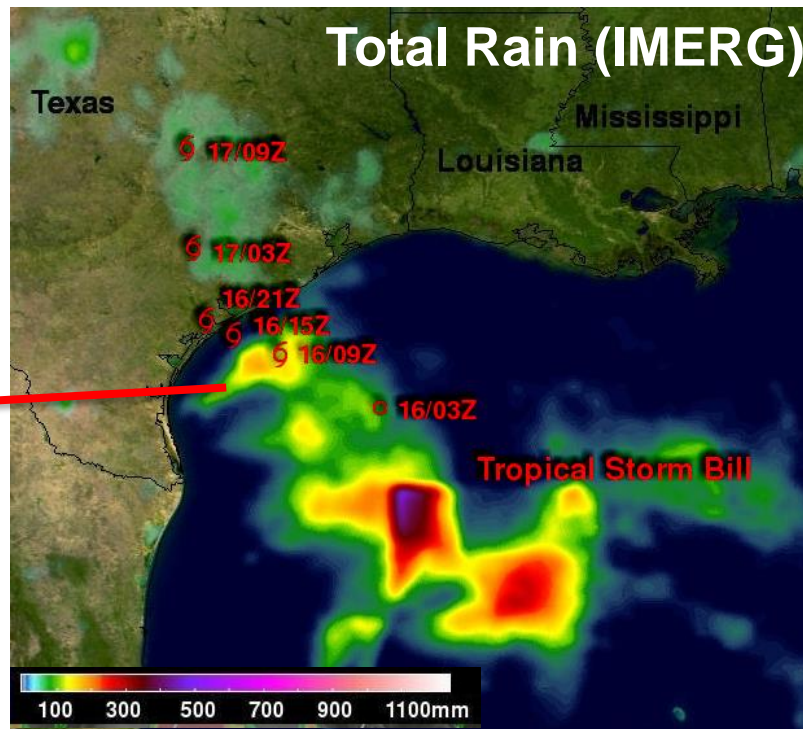 Total Rain (IMERG)
Texas
Mississippi
Louisiana
17/09Z
17/03Z
16/21Z
16/15Z
16/09Z
16/03Z
Tropical Storm Bill
100 300 500 700 900 1100mm